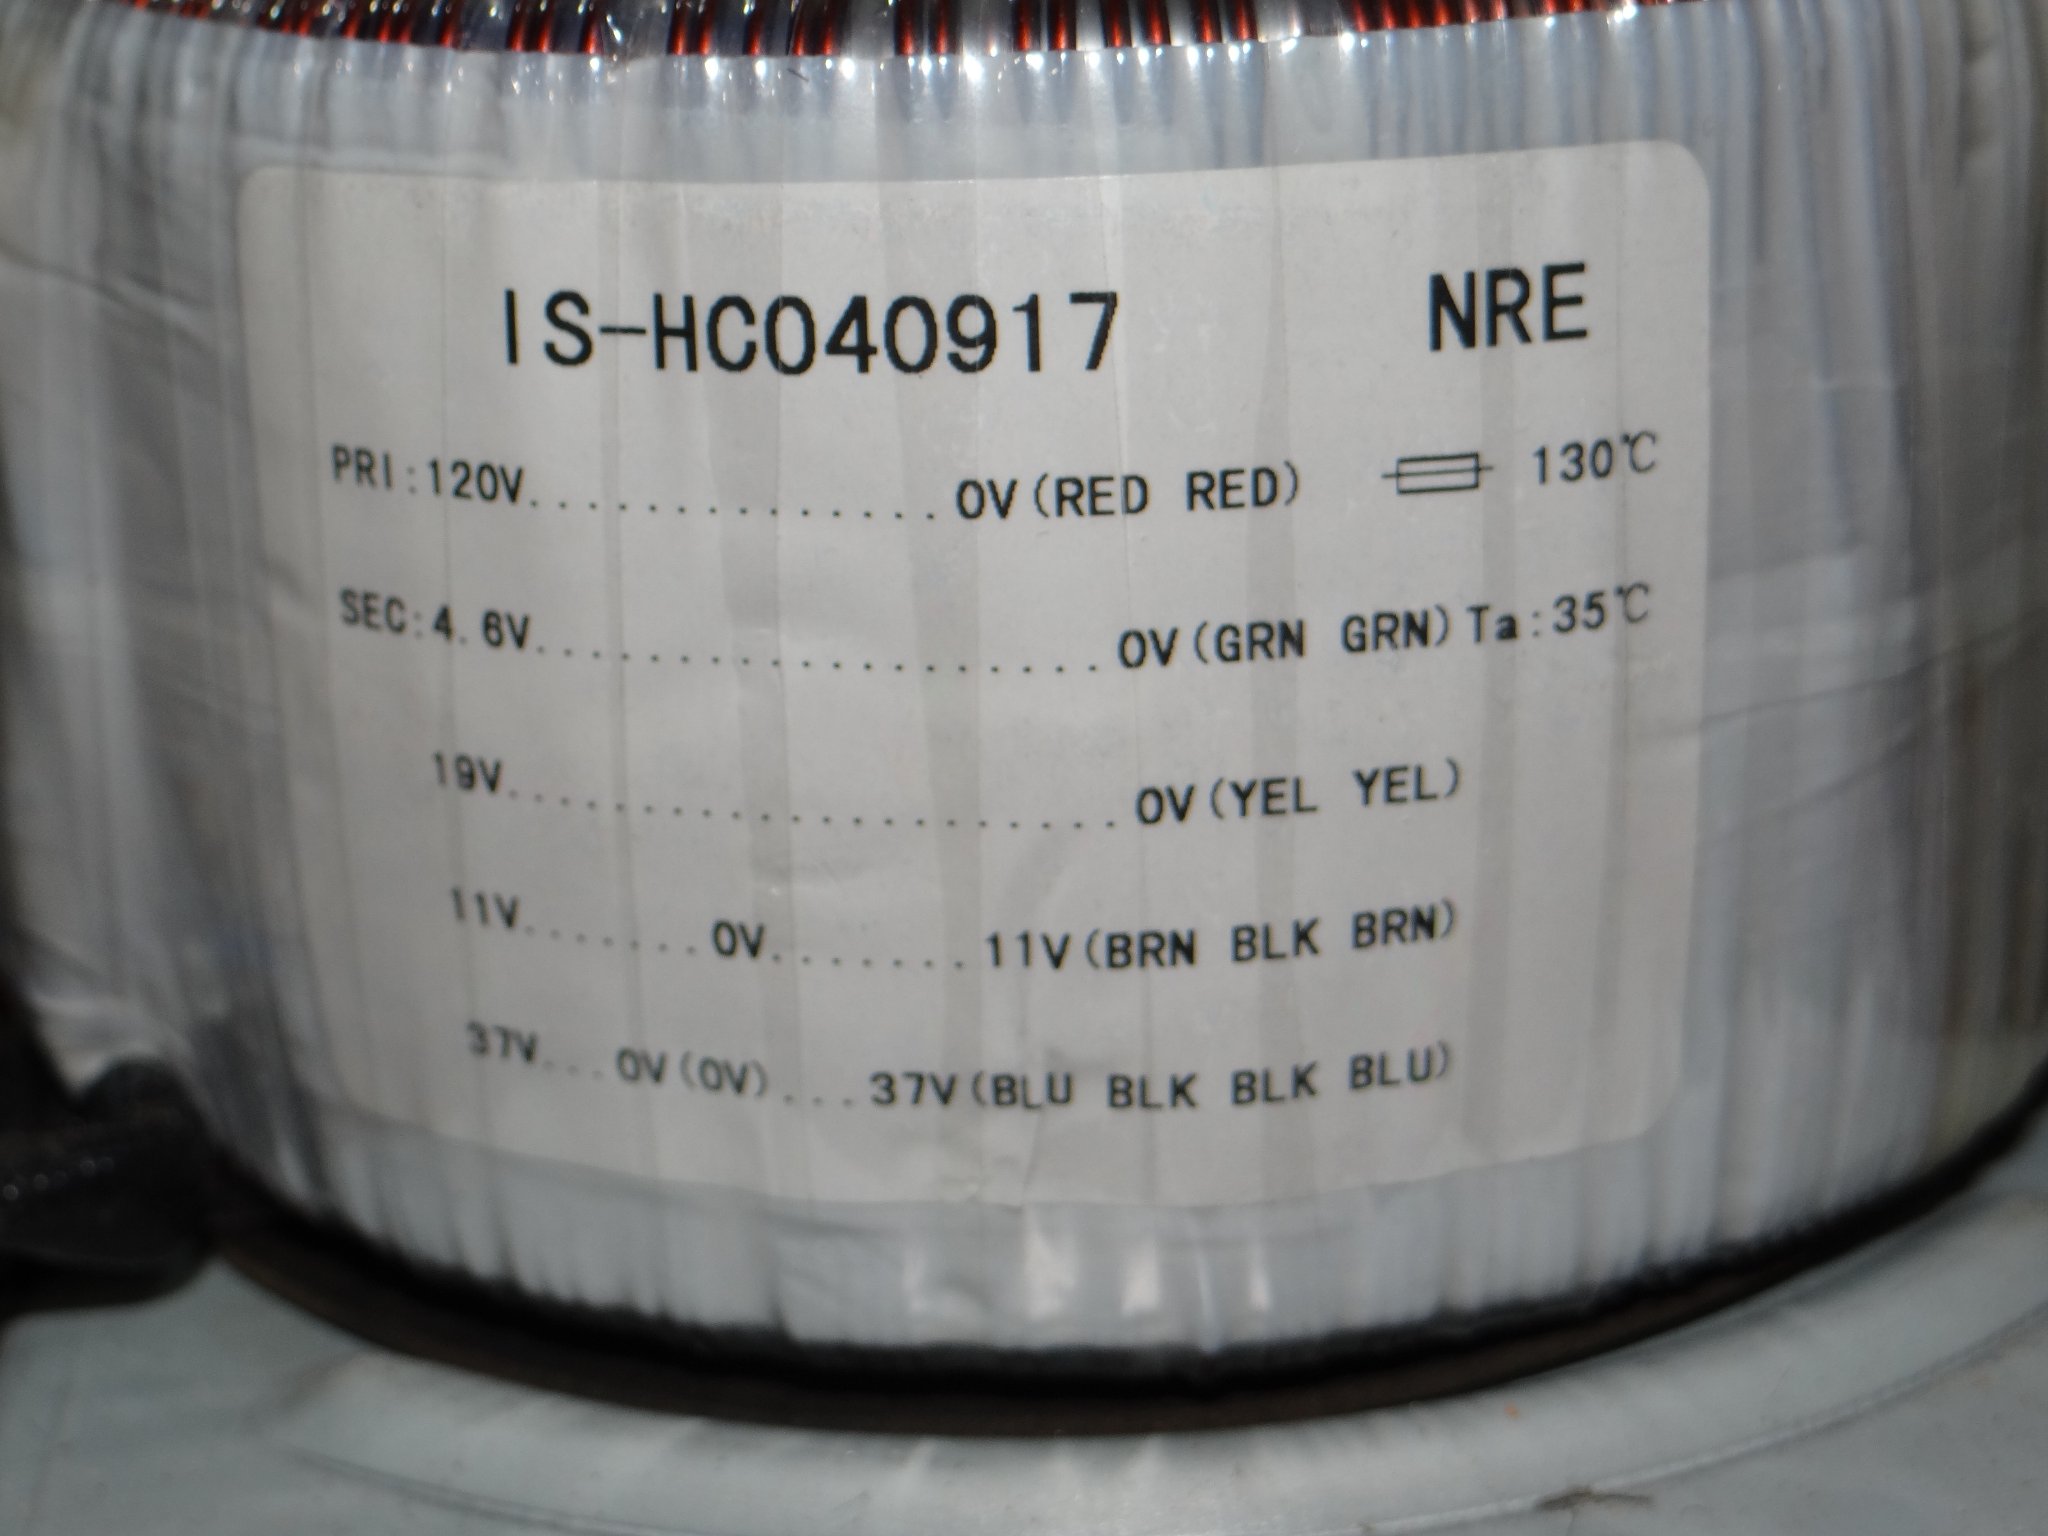 IS-HC040917 NRE
PRI:120V..............0V(RED RED) 130℃
SEC:4.6V....................0V(GRN GRN) Ta:35℃
19V.....................0V(YEL YEL)
11V.......0V.......11V(BRN BLK BRN)
37V...0V(0V)...37V(BLU BLK BLK BLU)